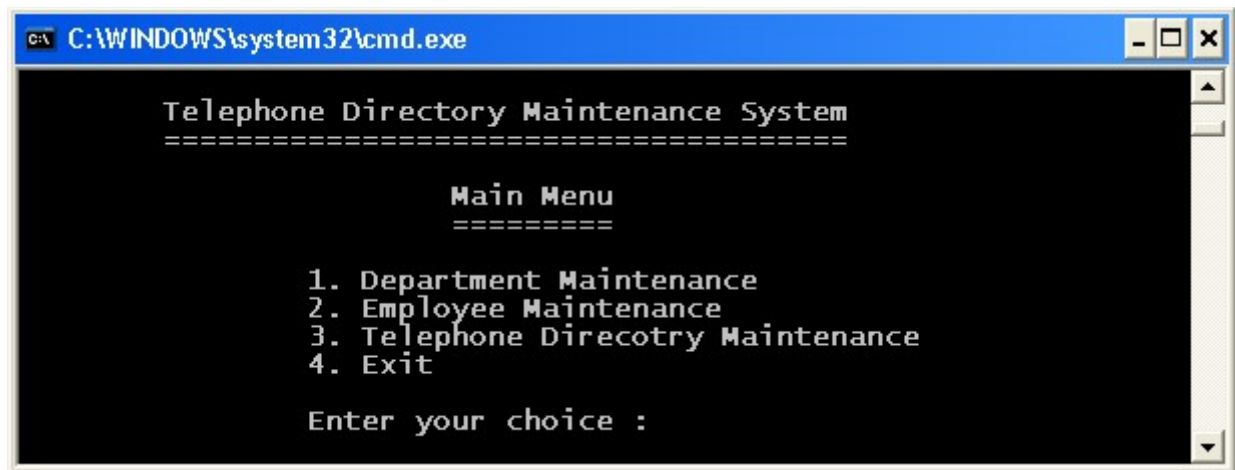 C:\WINDOWS\system32\cmd.exe
Telephone Directory Maintenance System
======================================
Main Menu
=========
1. Department Maintenance
2. Employee Maintenance
3. Telephone Direcotry Maintenance
4. Exit
Enter your choice :